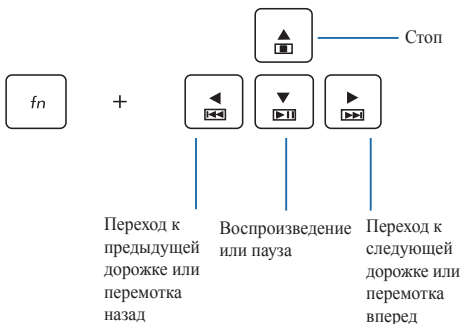 Стоп
fn
+
Переход к
предыдущей
дорожке или
перемотка
назад
Воспроизведение
или пауза
Переход к
следующей
дорожке или
перемотка
вперед